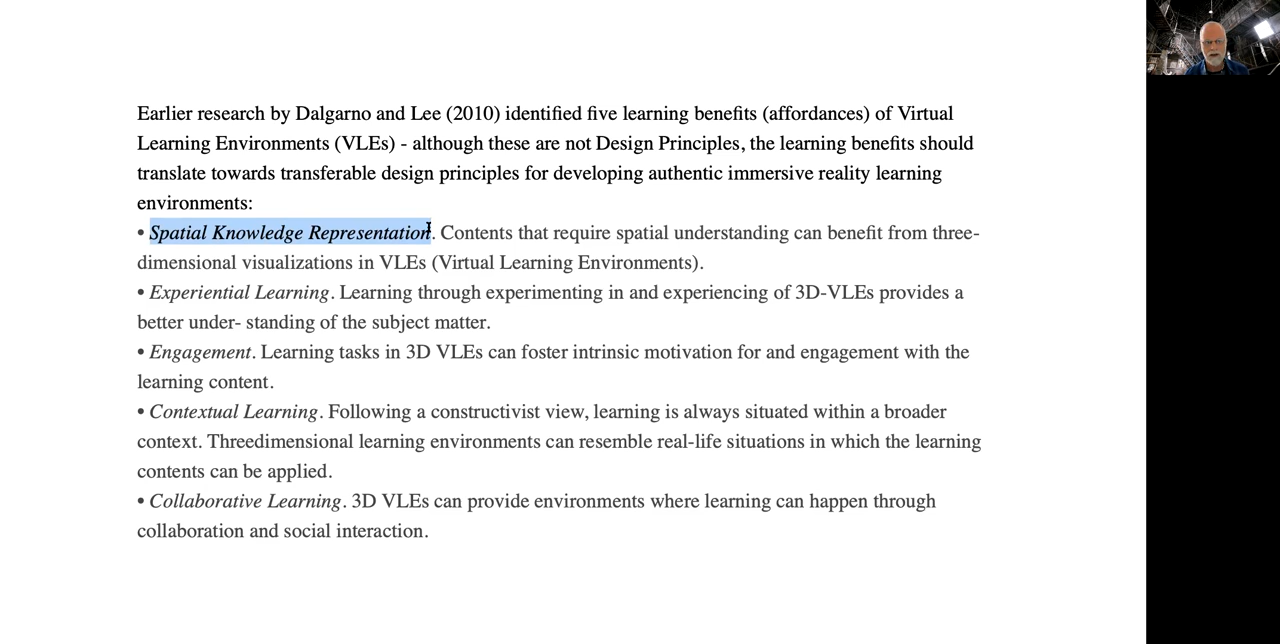 Earlier research by Dalgarno and Lee (2010) identified five learning benefits (affordances) of Virtual
Learning Environments (VLEs) - although these are not Design Principles, the learning benefits should
translate towards transferable design principles for developing authentic immersive reality learning
environments:
• Spatial Knowledge Representation. Contents that require spatial understanding can benefit from three-
dimensional visualizations in VLEs (Virtual Learning Environments).
• Experiential Learning. Learning through experimenting in and experiencing of 3D-VLEs provides a
better under- standing of the subject matter.
• Engagement. Learning tasks in 3D VLEs can foster intrinsic motivation for and engagement with the
learning content.
• Contextual Learning. Following a constructivist view, learning is always situated within a broader
context. Threedimensional learning environments can resemble real-life situations in which the learning
contents can be applied.
• Collaborative Learning. 3D VLEs can provide environments where learning can happen through
collaboration and social interaction.